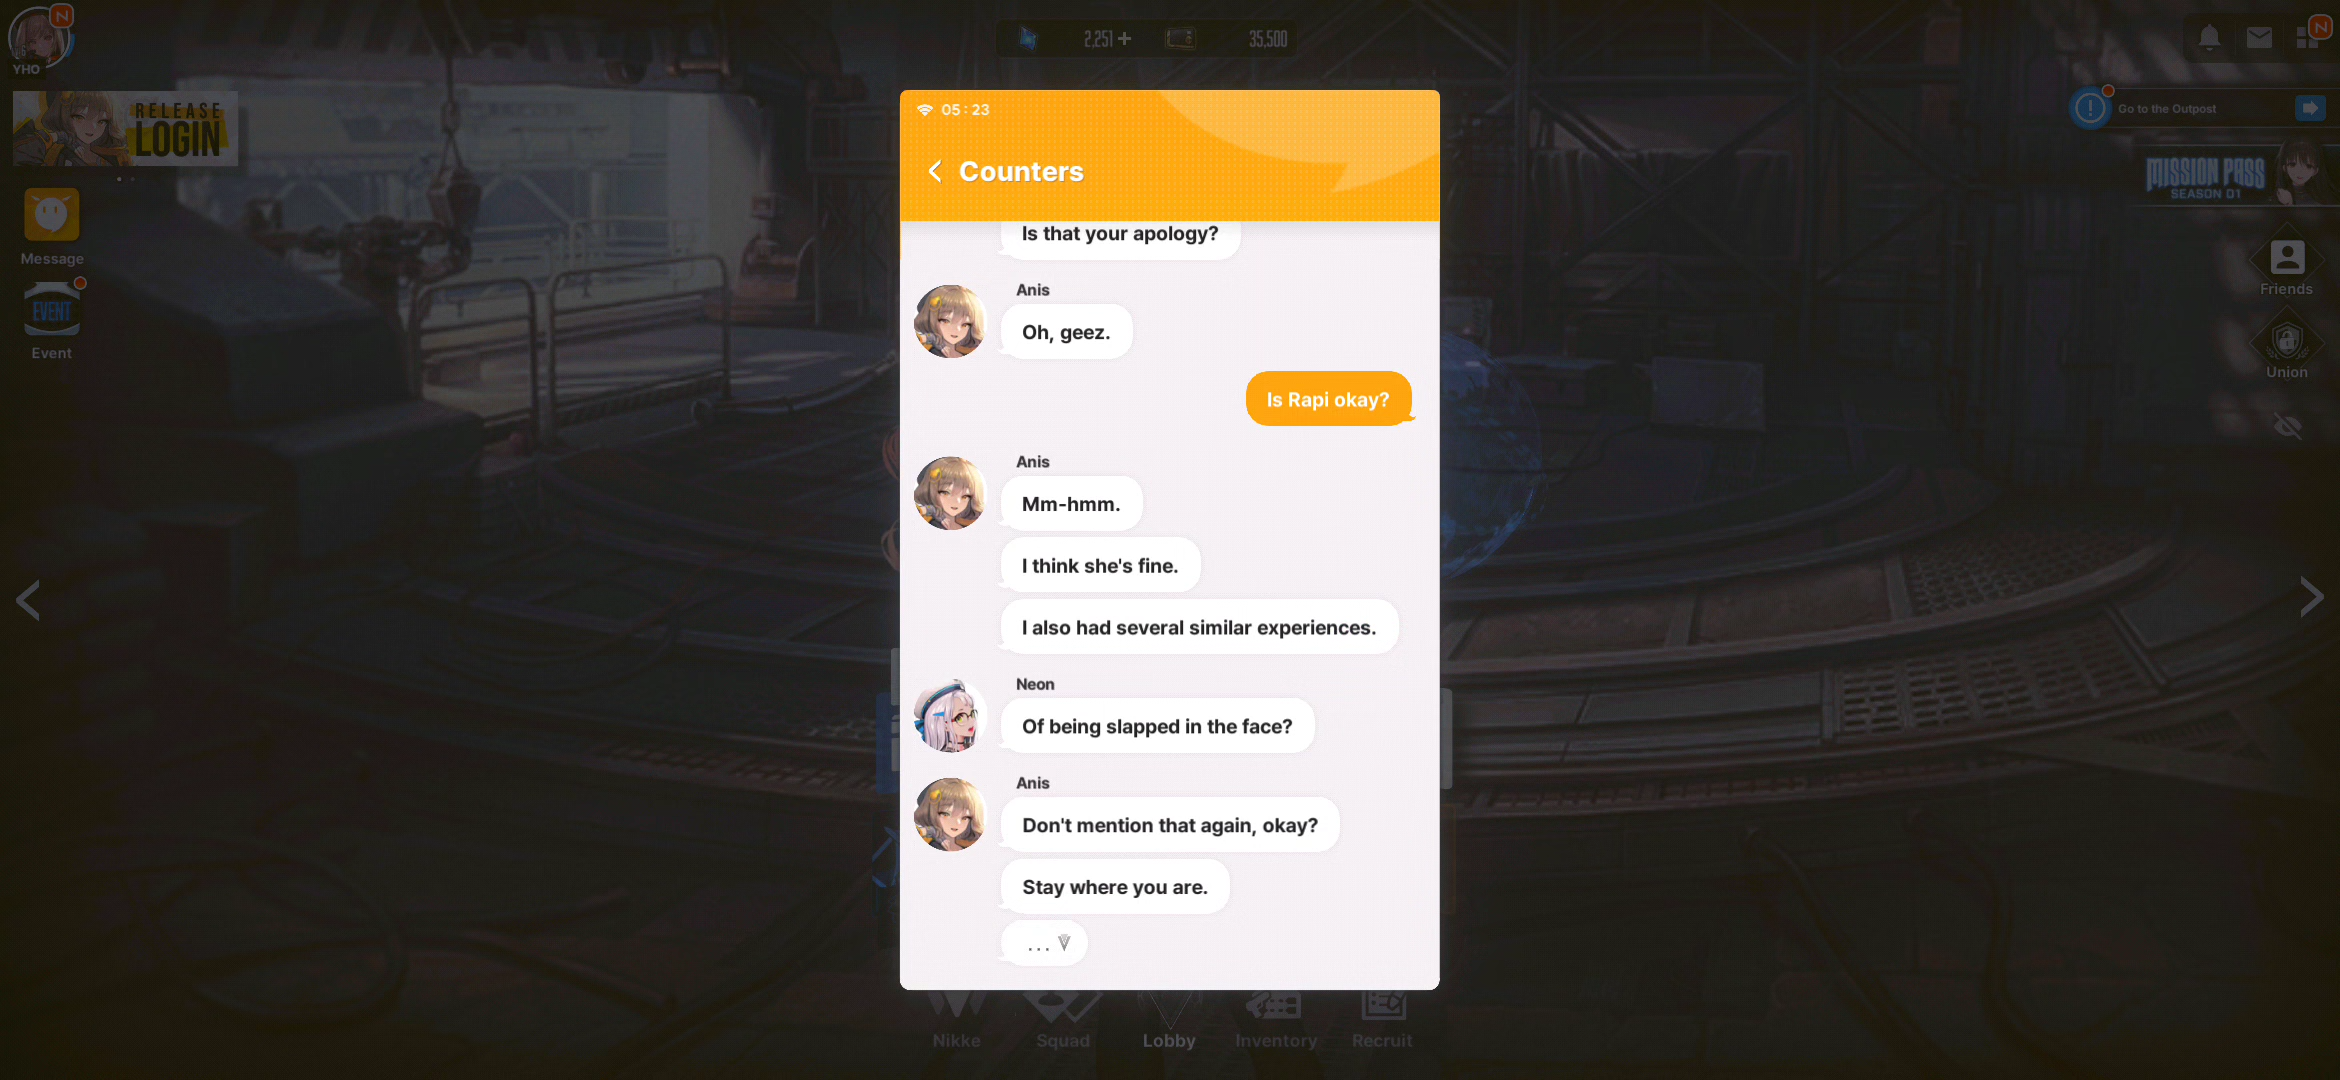 N
YHO
2,251
35,500
N
RELEASE
LOGIN
Go to the Outpost
MISSION PASS
SEASON 01
Message
EVENT
Event
Friends
Union
05 : 23
Counters
Is that your apology?
Anis
Oh, geez.
Is Rapi okay?
Anis
Mm-hmm.
I think she's fine.
I also had several similar experiences.
Neon
Of being slapped in the face?
Anis
Don't mention that again, okay?
Stay where you are.
...
Nikke
Squad
Lobby
Inventory
Recruit